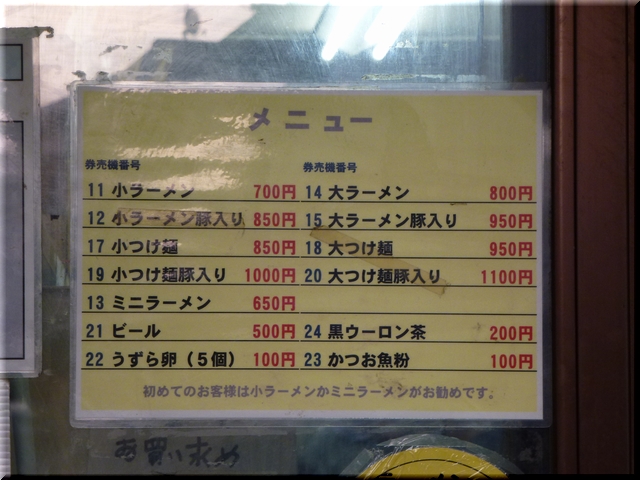 メニュー
券売機番号 券売機番号
11 小ラーメン 700円 14 大ラーメン 800円
12 小ラーメン豚入り 850円 15 大ラーメン豚入り 950円
17 小つけ麺 850円 18 大つけ麺 950円
19 小つけ麺豚入り 1000円 20 大つけ麺豚入り 1100円
13 ミニラーメン 650円
21 ビール 500円 24 黒ウーロン茶 200円
22 うずら卵（５個） 100円 23 かつお魚粉 100円
初めてのお客様は小ラーメンかミニラーメンがお勧めです。
お買い求め